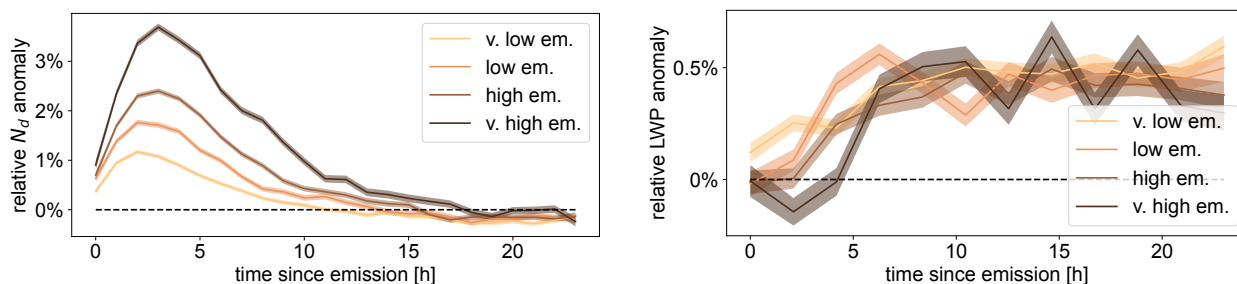 relative N_d anomaly
3%
2%
1%
0%
0
5
10
15
20
time since emission [h]
v. low em.
low em.
high em.
v. high em.
relative LWP anomaly
0.5%
0%
0
5
10
15
20
time since emission [h]
v. low em.
low em.
high em.
v. high em.